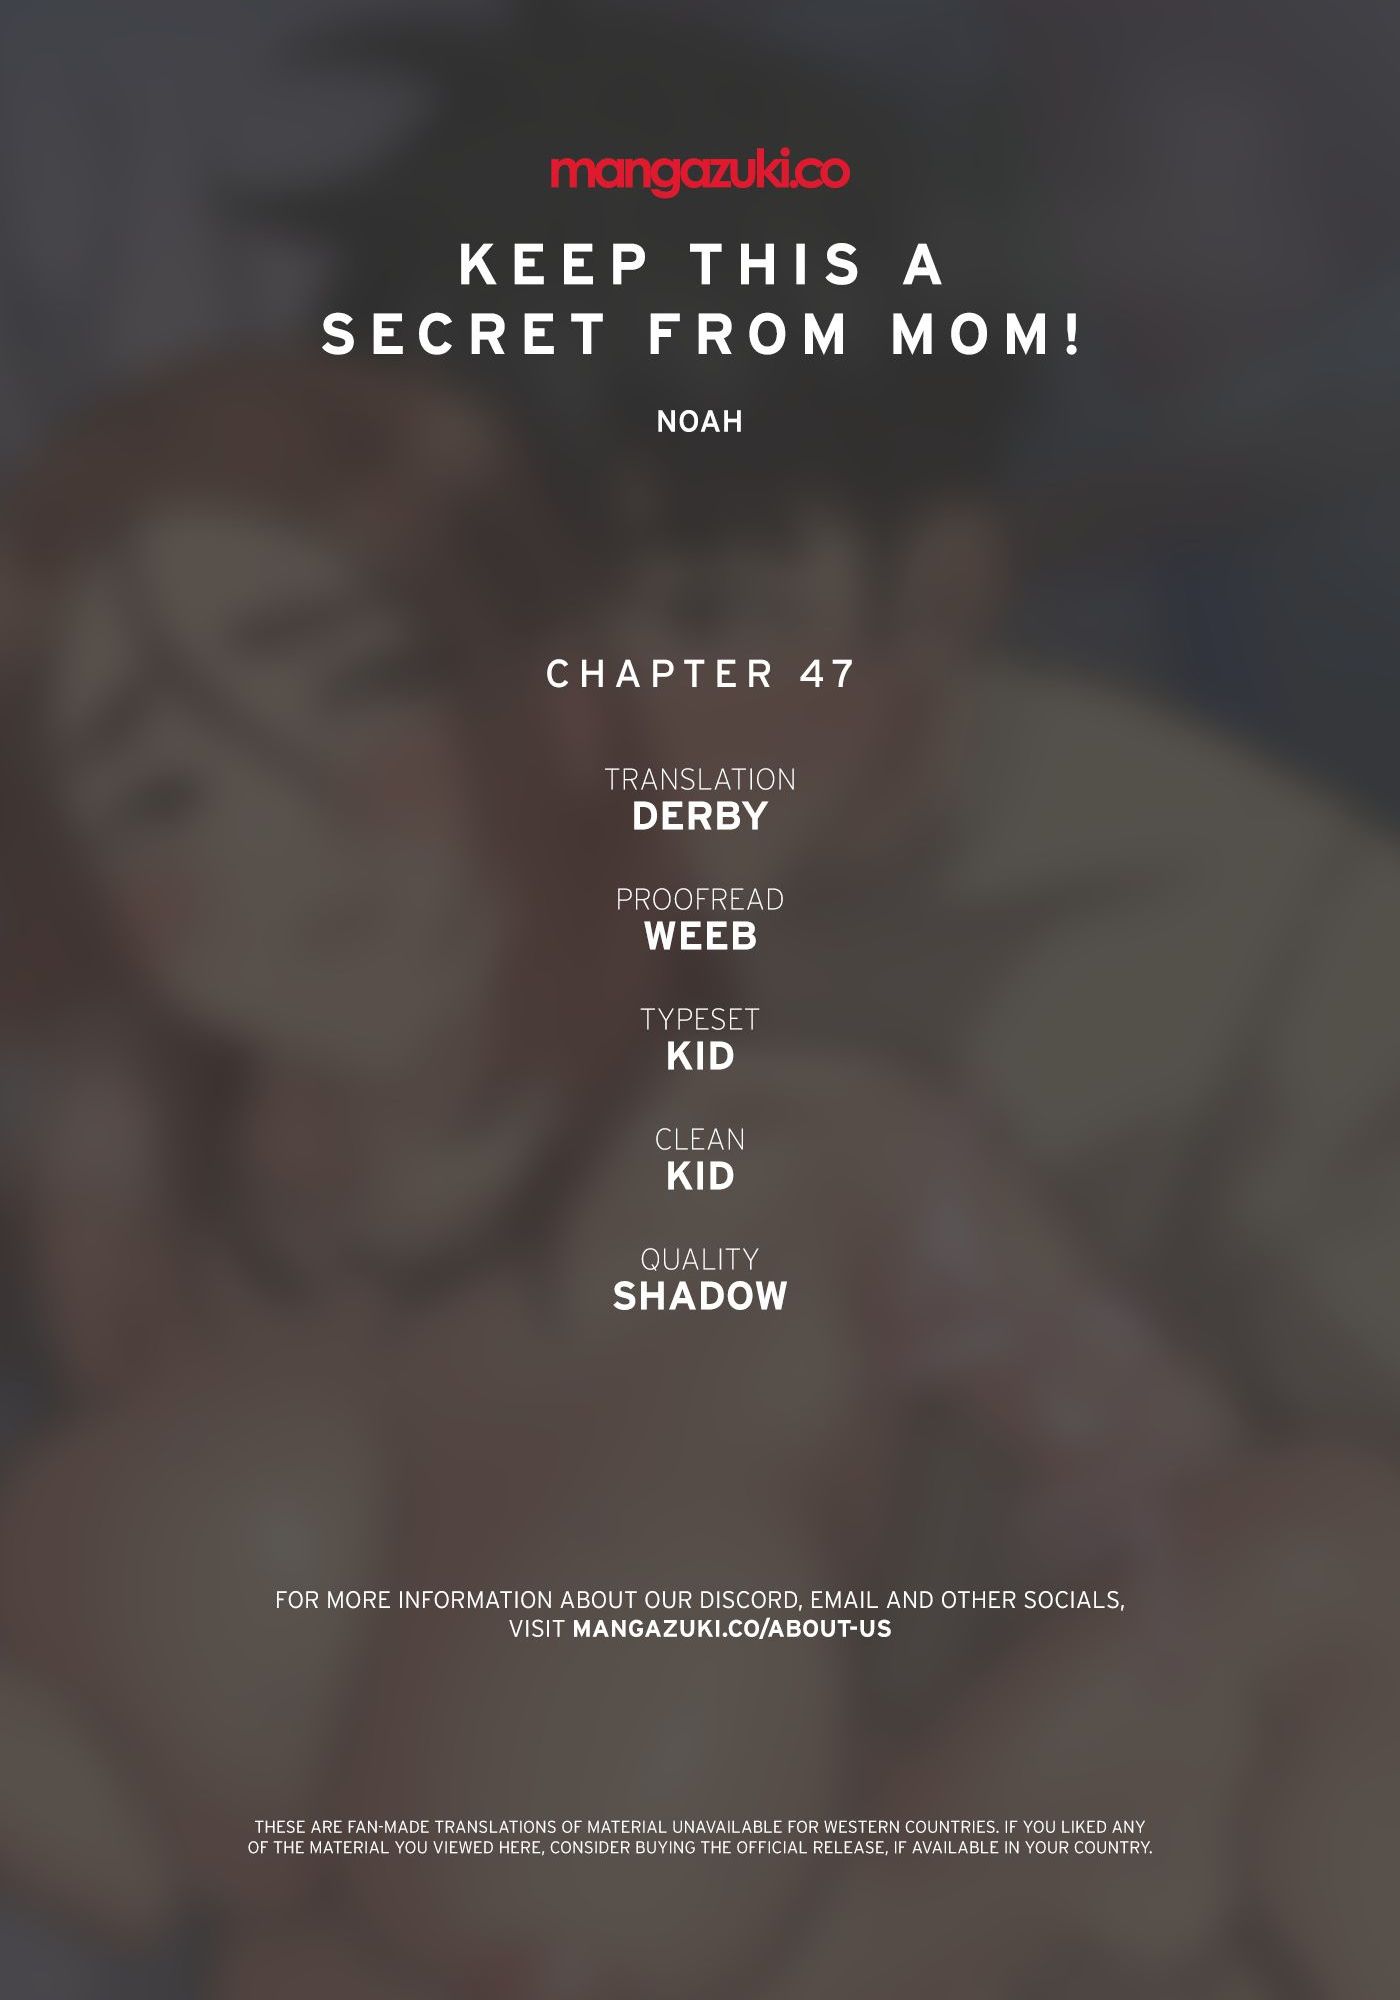 mangazuki.co
KEEP THIS A
SECRET FROM MOM!
NOAH
CHAPTER 47
TRANSLATION
DERBY
PROOFREAD
WEEB
TYPESET
KID
CLEAN
KID
QUALITY
SHADOW
FOR MORE INFORMATION ABOUT OUR DISCORD, EMAIL AND OTHER SOCIALS,
VISIT MANGAZUKI.CO/ABOUT-US
THESE ARE FAN-MADE TRANSLATIONS OF MATERIAL UNAVAILABLE FOR WESTERN COUNTRIES. IF YOU LIKED ANY
OF THE MATERIAL YOU VIEWED HERE, CONSIDER BUYING THE OFFICIAL RELEASE, IF AVAILABLE IN YOUR COUNTRY.